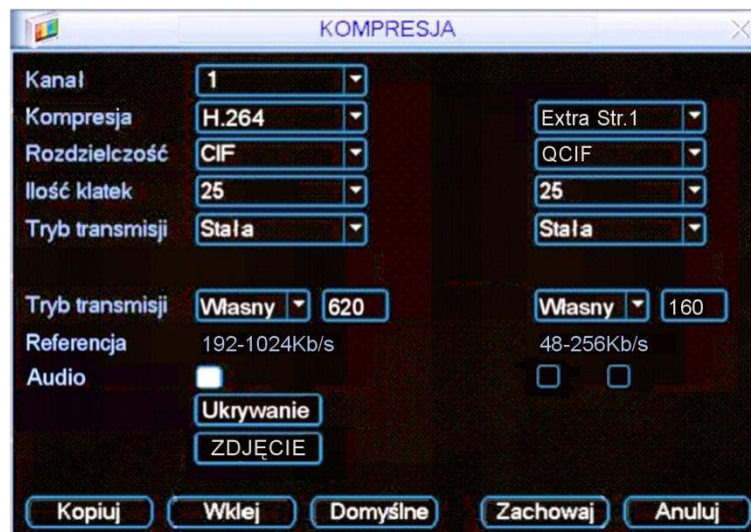 KOMPRESJA
Kanał 1
Kompresja H.264 Extra Str.1
Rozdzielczość CIF QCIF
Ilość klatek 25 25
Tryb transmisji Stała Stała
Tryb transmisji Własny 620 Własny 160
Referencja 192-1024Kb/s 48-256Kb/s
Audio
Ukrywanie
ZDJĘCIE
Kopiuj Wklej Domyślne Zachowaj Anuluj